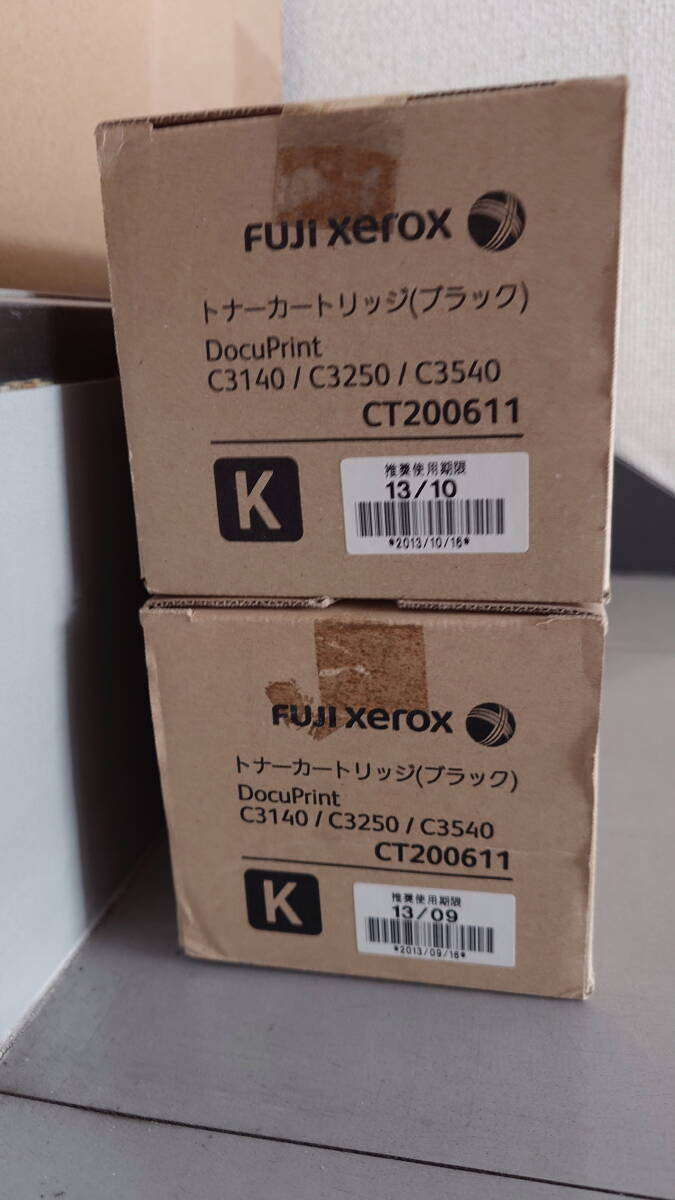 FUJI xerox
トナーカートリッジ(ブラック)
DocuPrint
C3140 / C3250 / C3540
CT200611
K
推奨使用期限
13/10
*2013/10/16*
FUJI xerox
トナーカートリッジ(ブラック)
DocuPrint
C3140 / C3250 / C3540
CT200611
K
推奨使用期限
13/09
*2013/09/16*